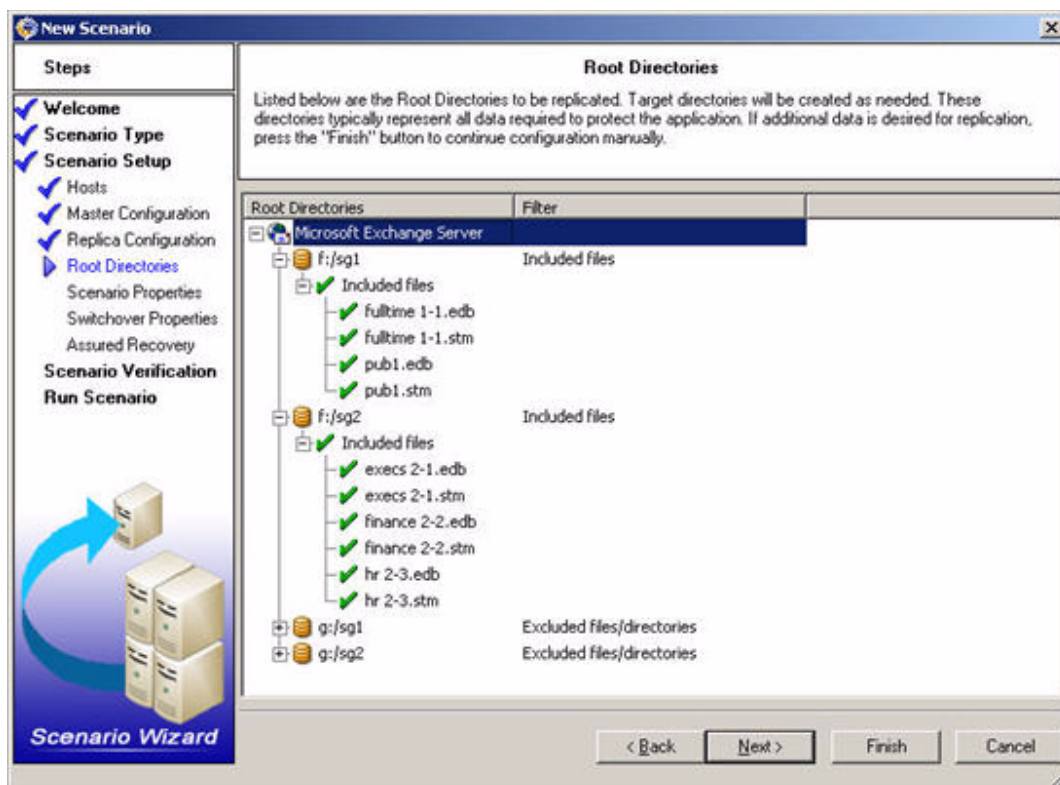 New Scenario
Steps
Welcome
Scenario Type
Scenario Setup
Hosts
Master Configuration
Replica Configuration
Root Directories
Scenario Properties
Switchover Properties
Assured Recovery
Scenario Verification
Run Scenario
Scenario Wizard
Root Directories
Listed below are the Root Directories to be replicated. Target directories will be created as needed. These
directories typically represent all data required to protect the application. If additional data is desired for replication,
press the "Finish" button to continue configuration manually.
Root Directories Filter
Microsoft Exchange Server
f:/sg1 Included files
Included files
fulltime 1-1.edb
fulltime 1-1.stm
pub1.edb
pub1.stm
f:/sg2 Included files
Included files
execs 2-1.edb
execs 2-1.stm
finance 2-2.edb
finance 2-2.stm
hr 2-3.edb
hr 2-3.stm
g:/sg1 Excluded files/directories
g:/sg2 Excluded files/directories
< Back Next > Finish Cancel